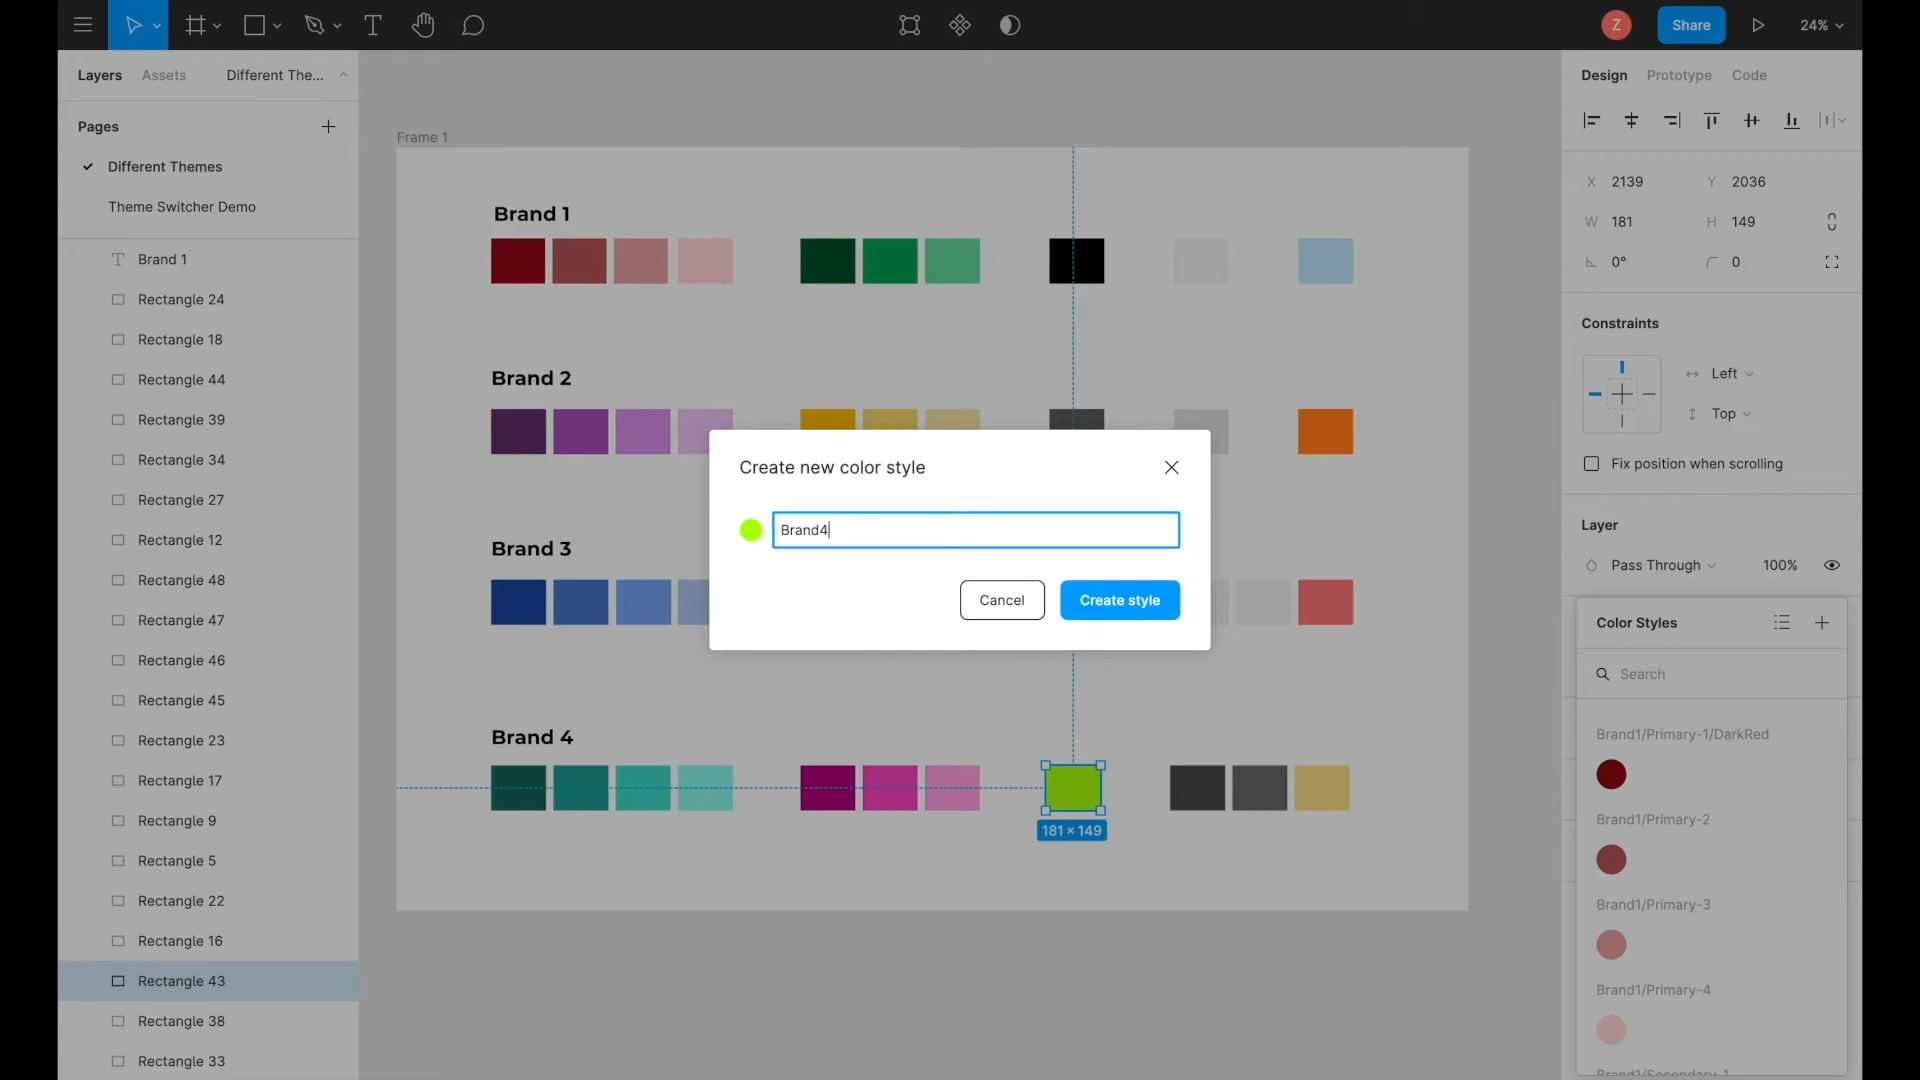 Z
Share
24%
Layers
Assets
Different The...
Design
Prototype
Code
Pages
Different Themes
Theme Switcher Demo
Brand 1
Rectangle 24
Rectangle 18
Rectangle 44
Rectangle 39
Rectangle 34
Rectangle 27
Rectangle 12
Rectangle 48
Rectangle 47
Rectangle 46
Rectangle 45
Rectangle 23
Rectangle 17
Rectangle 9
Rectangle 5
Rectangle 22
Rectangle 16
Rectangle 43
Rectangle 38
Rectangle 33
Frame 1
Brand 1
Brand 2
Brand 3
Brand 4
181 × 149
Create new color style
Brand4
Cancel
Create style
X 2139
Y 2036
W 181
H 149
0°
0
Constraints
Left
Top
Fix position when scrolling
Layer
Pass Through
100%
Color Styles
Search
Brand1/Primary-1/DarkRed
Brand1/Primary-2
Brand1/Primary-3
Brand1/Primary-4
Brand1/Secondary-1